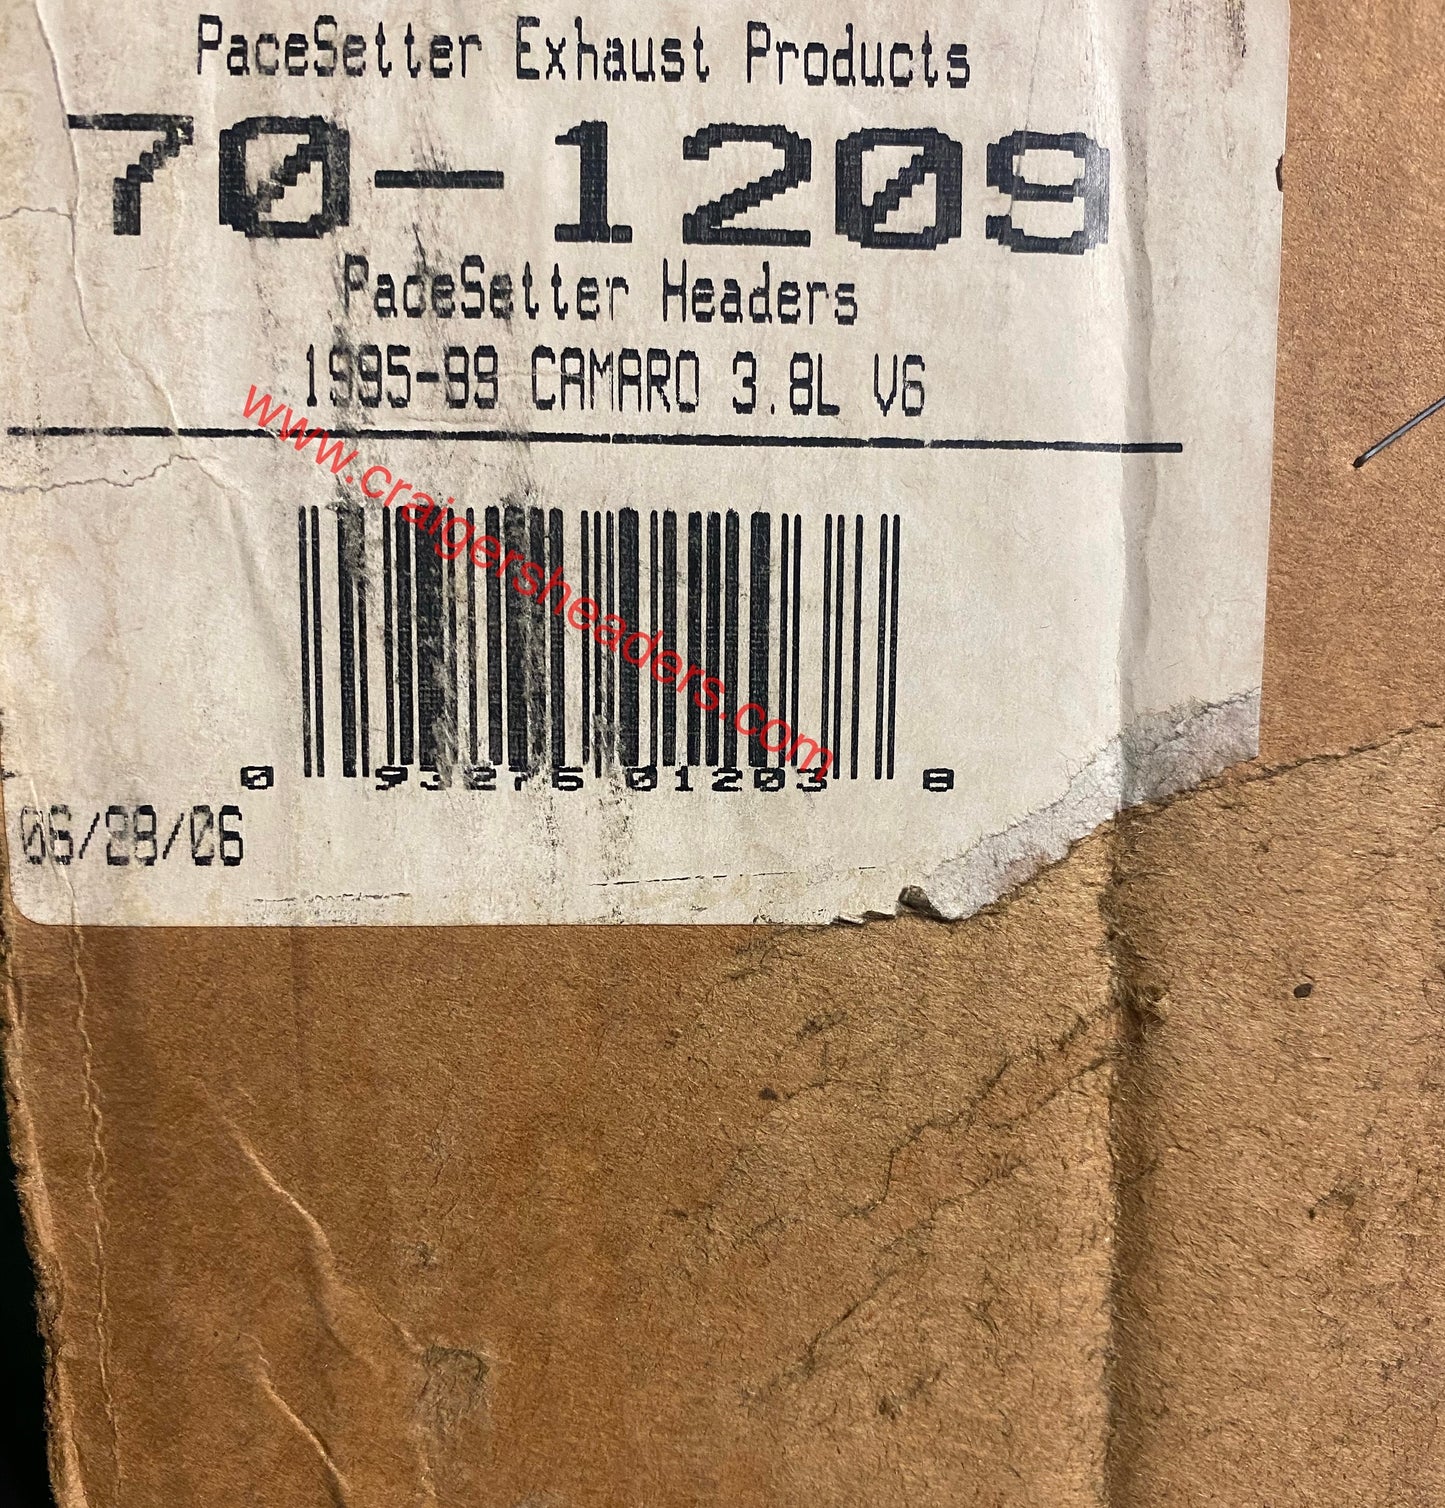 PaceSetter Exhaust Products
70-1209
PaceSetter Headers
1995-99 CAMARO 3.8L V6
www.craigersheaders.com
0 93276 01203 8
06/29/06